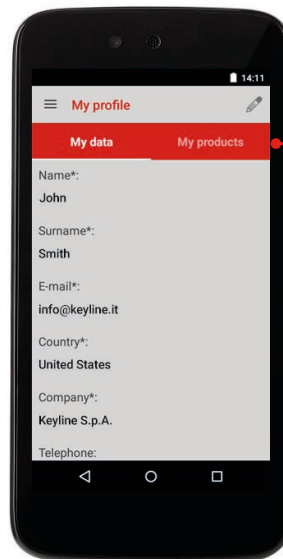 14:11
My profile
My data My products
Name*:
John
Surname*:
Smith
E-mail*:
info@keyline.it
Country*:
United States
Company*:
Keyline S.p.A.
Telephone: